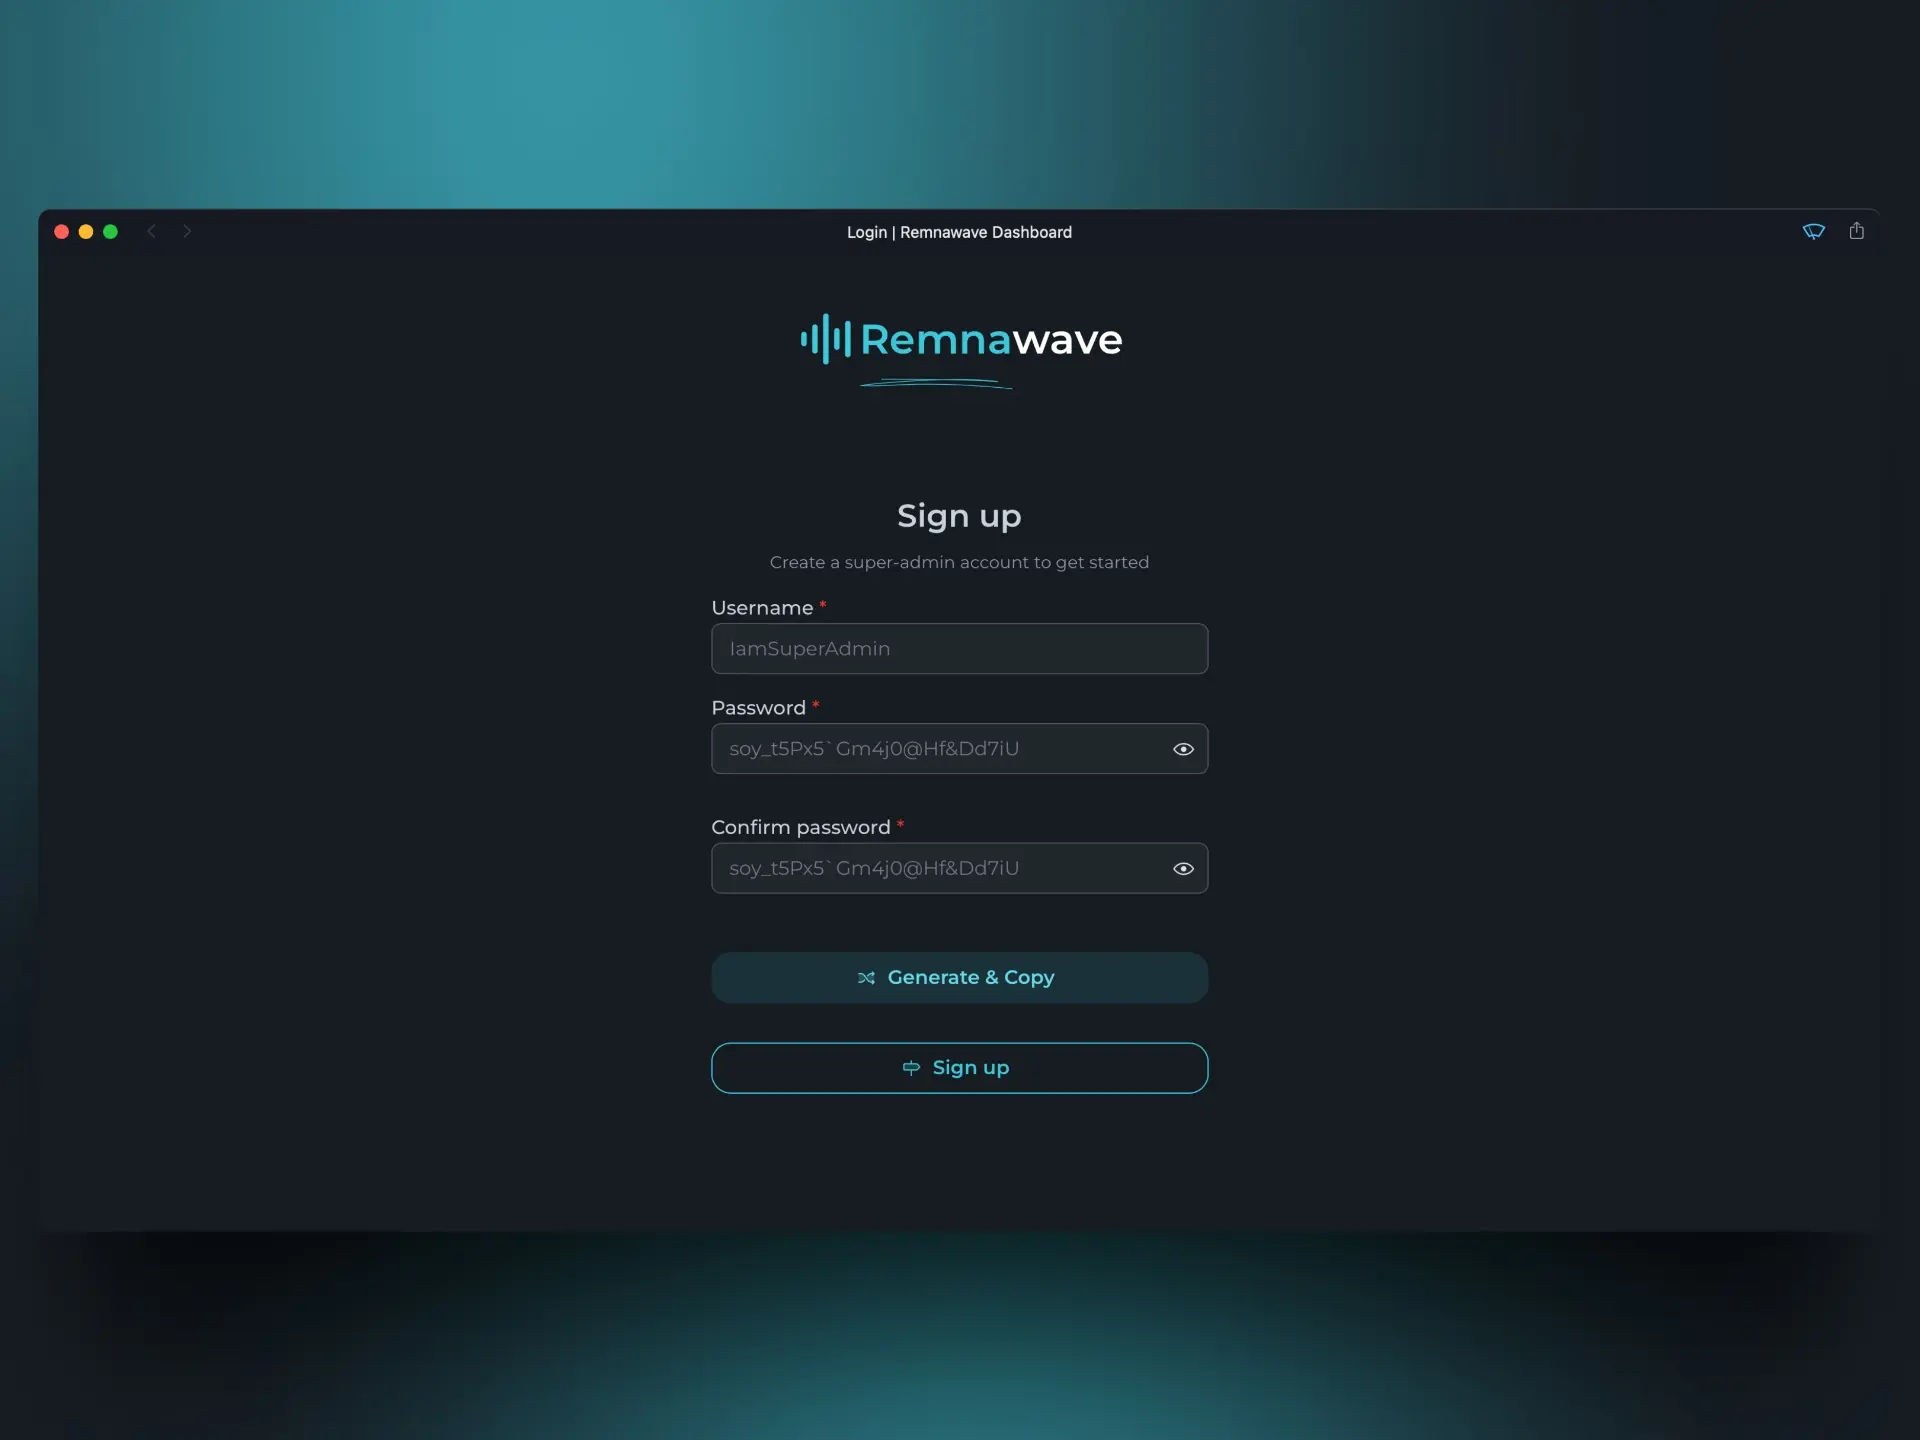 Login | Remnawave Dashboard
Remnawave
Sign up
Create a super-admin account to get started
Username *
IamSuperAdmin
Password *
soy_t5Px5`Gm4j0@Hf&Dd7iU
Confirm password *
soy_t5Px5`Gm4j0@Hf&Dd7iU
Generate & Copy
Sign up